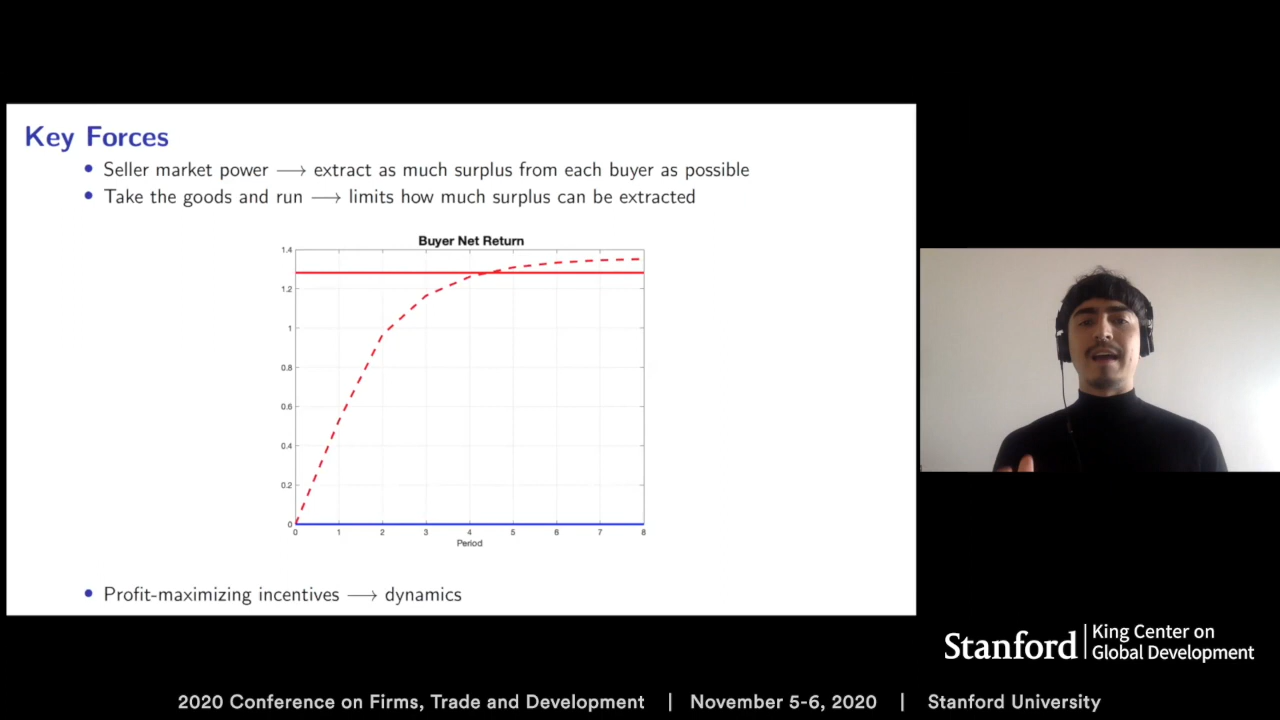 Key Forces
• Seller market power ⟶ extract as much surplus from each buyer as possible
• Take the goods and run ⟶ limits how much surplus can be extracted
Buyer Net Return
1.4
1.2
1
0.8
0.6
0.4
0.2
0
0 1 2 3 4 5 6 7 8
Period
• Profit-maximizing incentives ⟶ dynamics
Stanford | King Center on
Global Development
2020 Conference on Firms, Trade and Development | November 5-6, 2020 | Stanford University